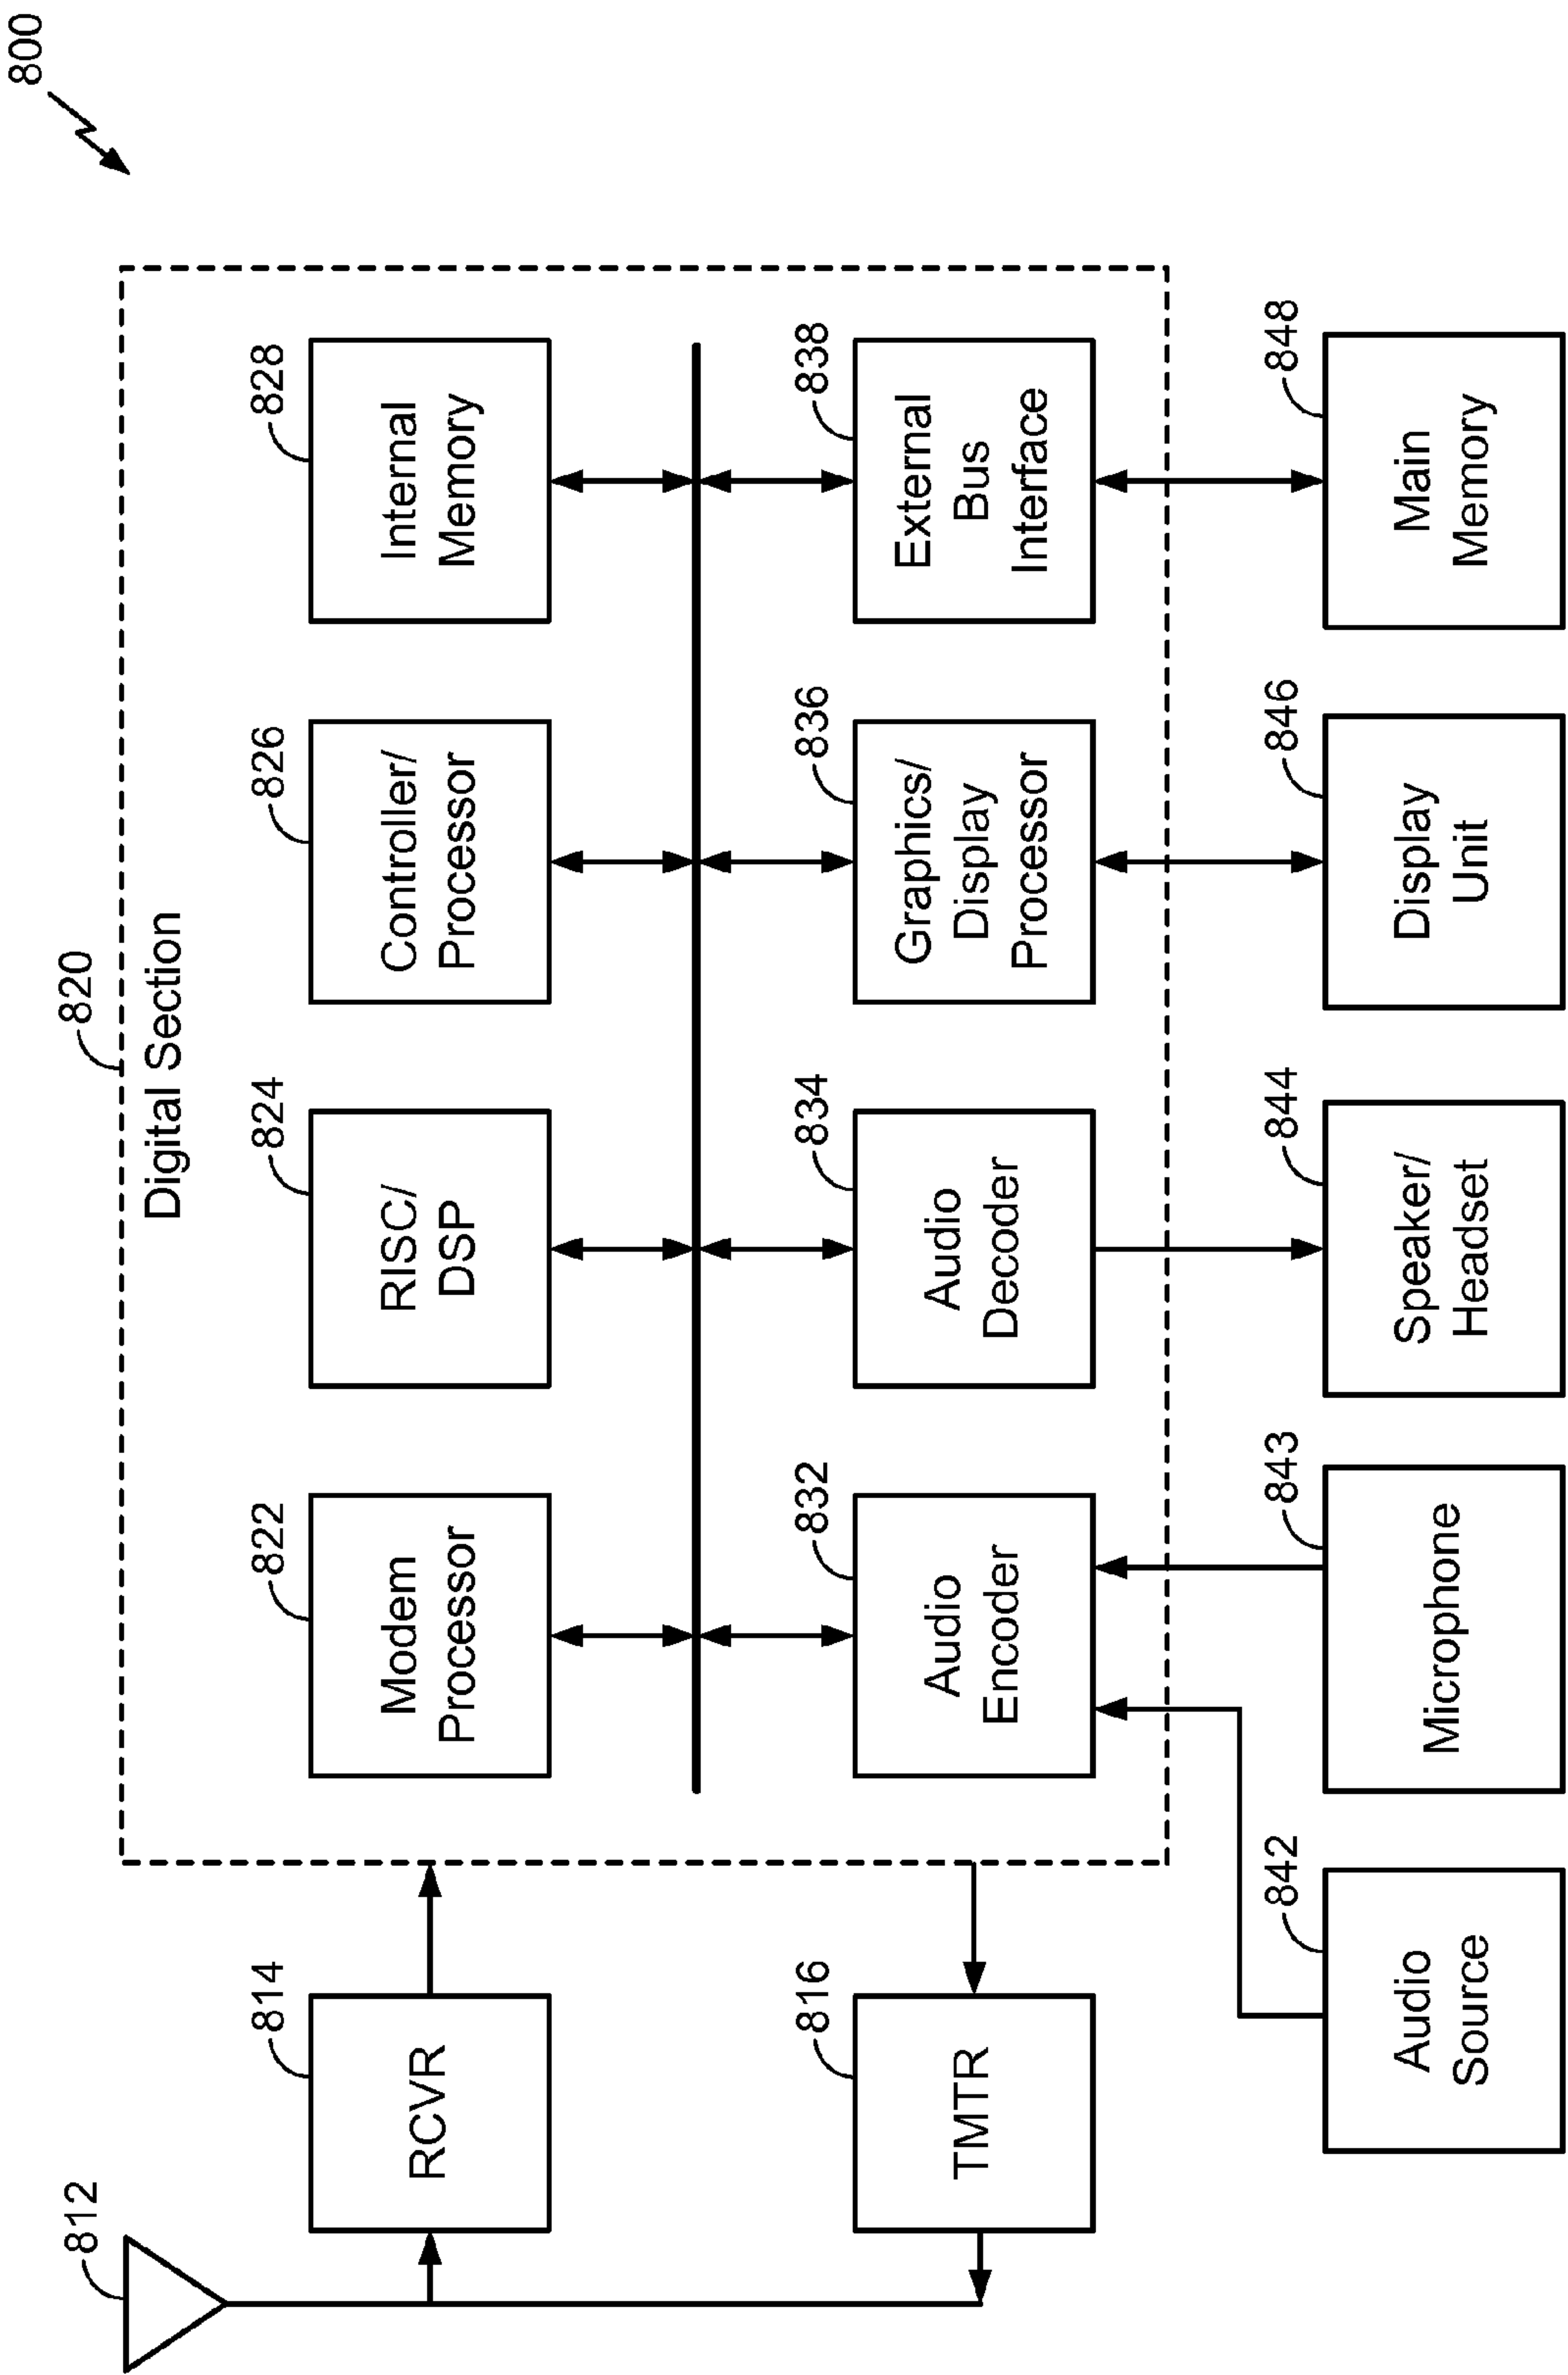 800
820
Digital Section
812
814
RCVR
822
Modem
Processor
824
RISC/
DSP
826
Controller/
Processor
828
Internal
Memory
816
TMTR
832
Audio
Encoder
834
Audio
Decoder
836
Graphics/
Display
Processor
838
External
Bus
Interface
842
Audio
Source
843
Microphone
844
Speaker/
Headset
846
Display
Unit
848
Main
Memory